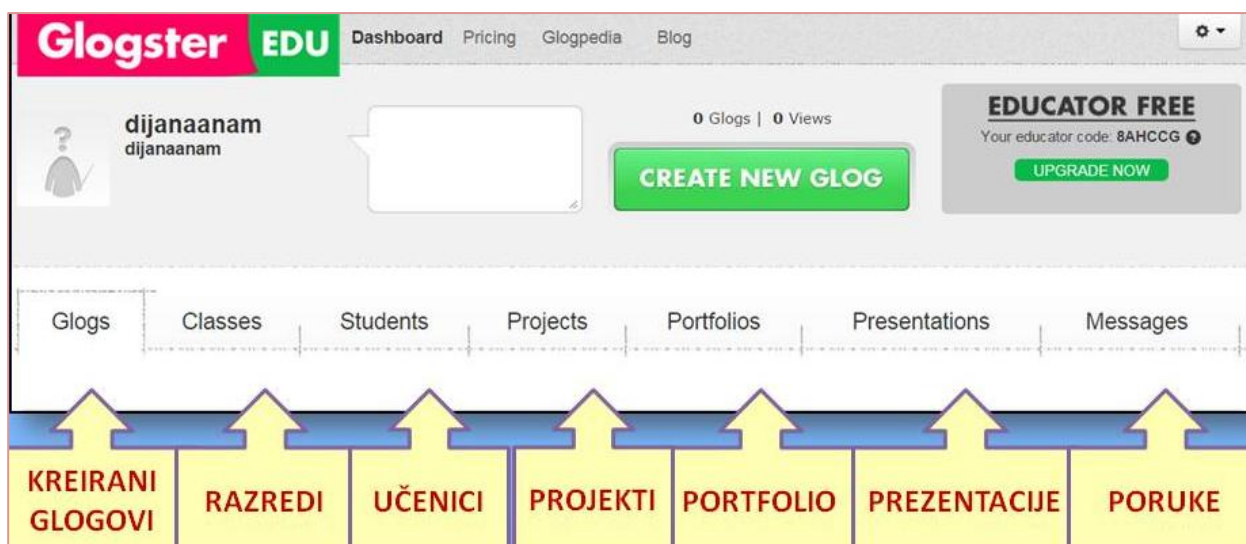 Glogster EDU Dashboard Pricing Glogpedia Blog
dijanaanam
dijanaanam
0 Glogs | 0 Views
CREATE NEW GLOG
EDUCATOR FREE
Your educator code: 8AHCCG
UPGRADE NOW
Glogs Classes Students Projects Portfolios Presentations Messages
KREIRANI
GLOGOVI
RAZREDI
UČENICI
PROJEKTI
PORTFOLIO
PREZENTACIJE
PORUKE